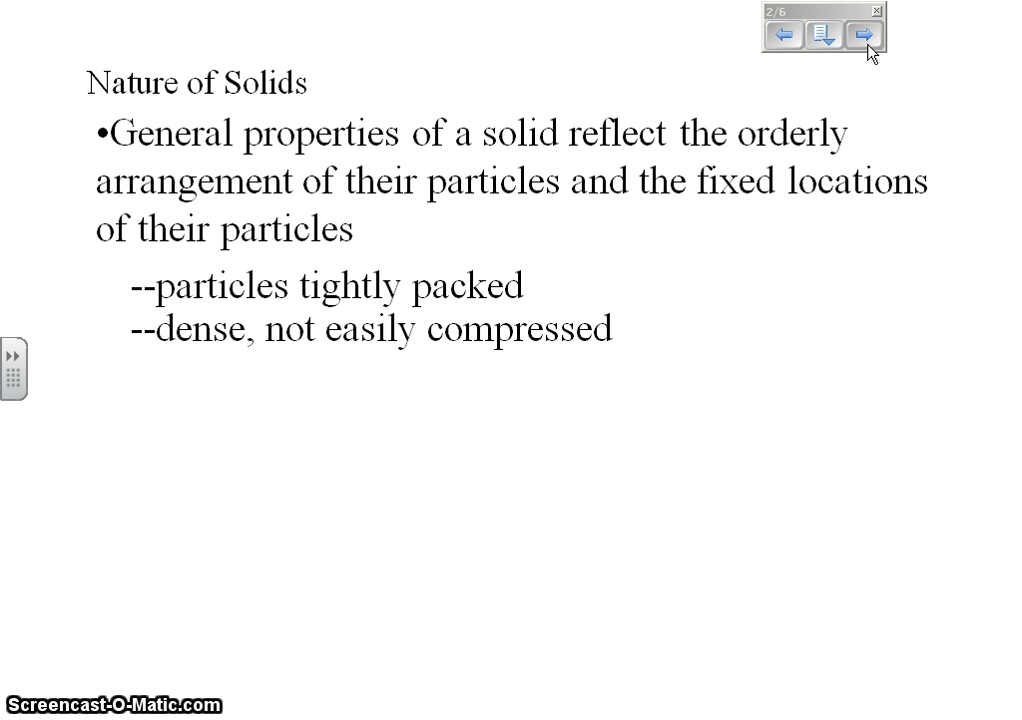 2/6
Nature of Solids
•General properties of a solid reflect the orderly
arrangement of their particles and the fixed locations
of their particles
--particles tightly packed
--dense, not easily compressed
Screencast-O-Matic.com